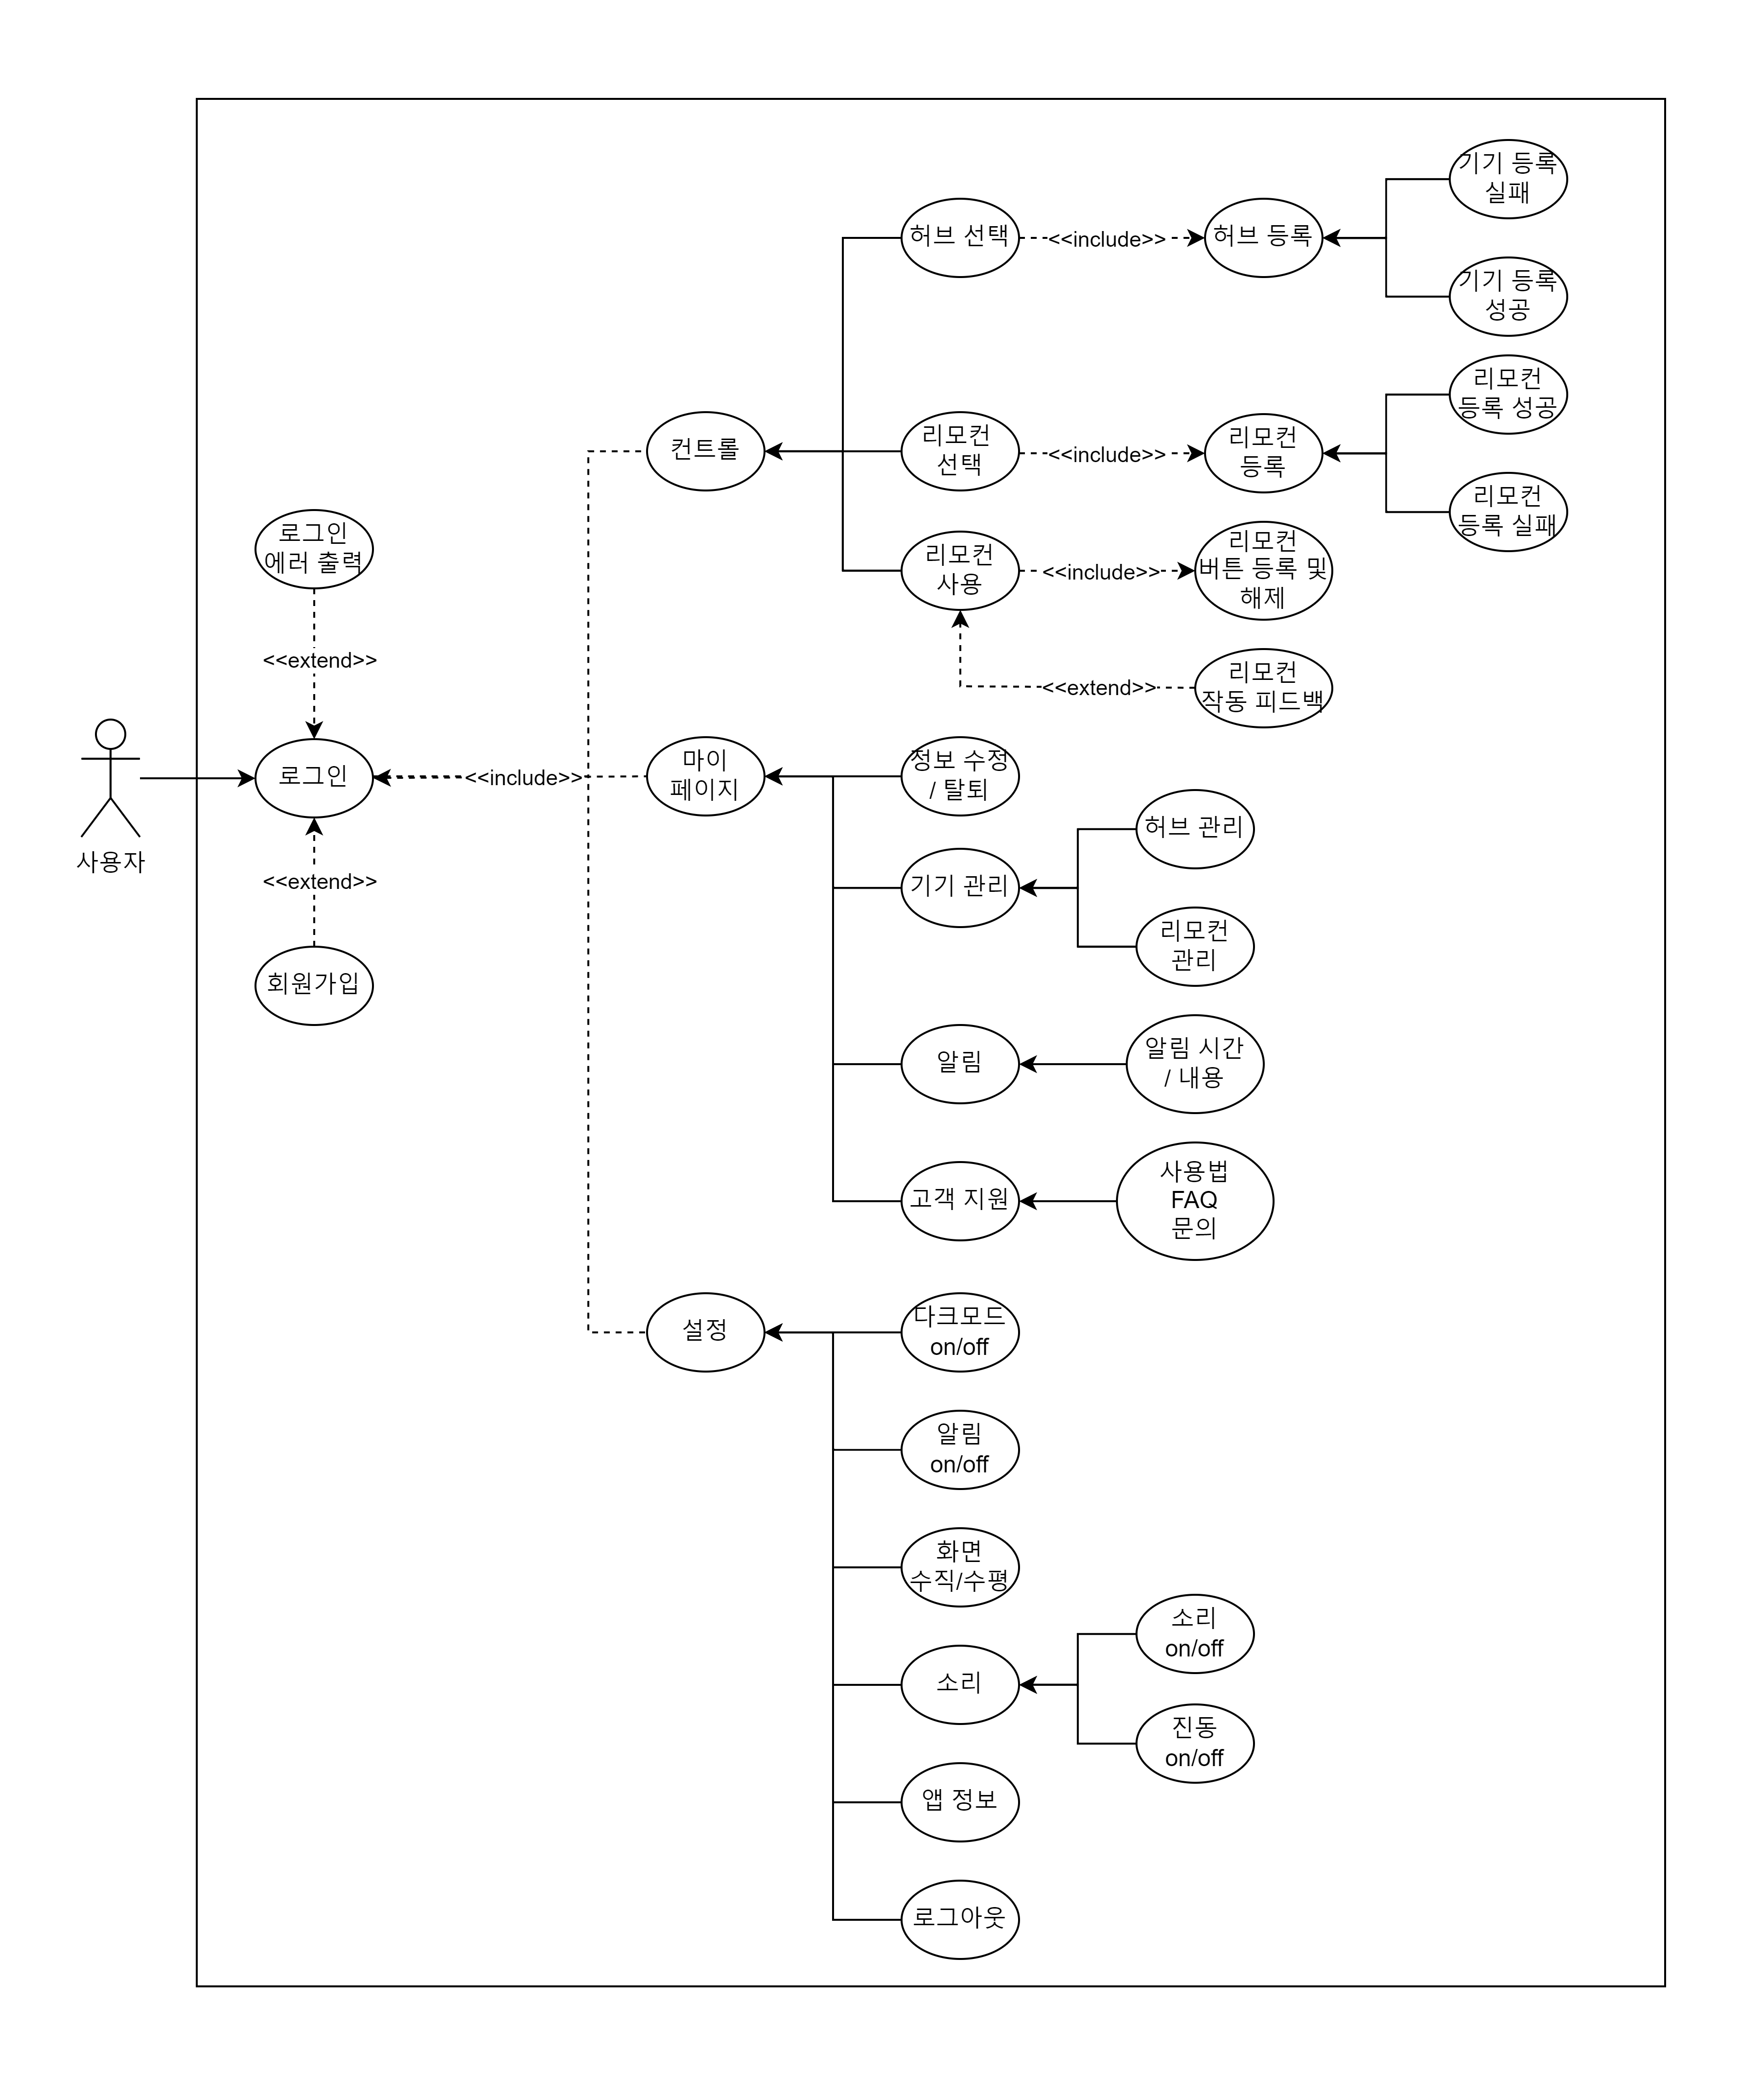 기기 등록
실패
허브 선택
<<include>>
허브 등록
기기 등록
성공
리모컨
등록 성공
컨트롤
리모컨
선택
<<include>>
리모컨
등록
리모컨
등록 실패
로그인
에러 출력
리모컨
사용
<<include>>
리모컨
버튼 등록 및
해제
<<extend>>
<<extend>>
리모컨
작동 피드백
사용자
로그인
<<include>>
마이
페이지
정보 수정
/ 탈퇴
허브 관리
<<extend>>
기기 관리
리모컨
관리
회원가입
알림
알림 시간
/ 내용
고객 지원
사용법
FAQ
문의
설정
다크모드
on/off
알림
on/off
화면
수직/수평
소리
on/off
소리
진동
on/off
앱 정보
로그아웃